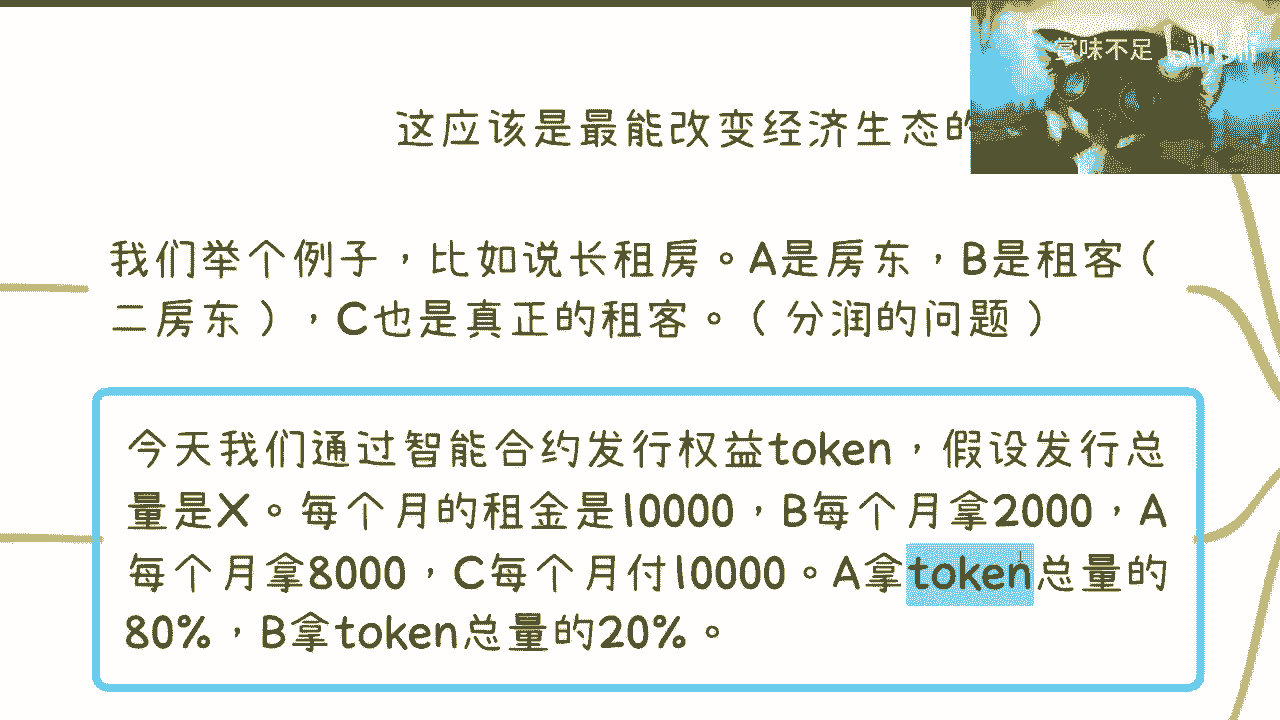 赏味不足
这应该是最能改变经济生态的
我们举个例子，比如说长租房。A是房东，B是租客（
二房东），C也是真正的租客。（分润的问题）
今天我们通过智能合约发行权益token，假设发行总
量是X。每个月的租金是10000，B每个月拿2000，A
每个月拿8000，C每个月付10000。A拿token总量的
80%，B拿token总量的20%。